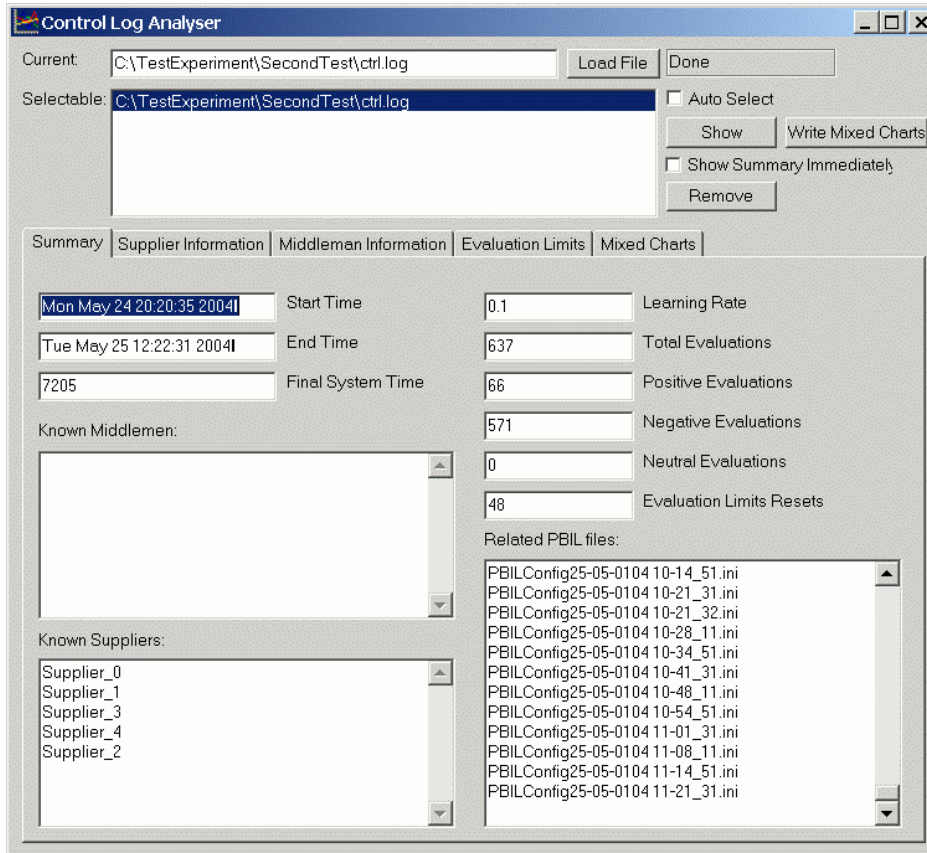 Control Log Analyser
Current: C:\TestExperiment\SecondTest\ctrl.log Load File Done
Selectable: C:\TestExperiment\SecondTest\ctrl.log Auto Select
Show Write Mixed Charts
Show Summary Immediately
Remove
Summary Supplier Information Middleman Information Evaluation Limits Mixed Charts
Mon May 24 20:20:35 2004 Start Time 0.1 Learning Rate
Tue May 25 12:22:31 2004 End Time 637 Total Evaluations
7205 Final System Time 66 Positive Evaluations
Known Middlemen: 571 Negative Evaluations
0 Neutral Evaluations
48 Evaluation Limits Resets
Related PBIL files:
PBILConfig25-05-0104 10-14_51.ini
PBILConfig25-05-0104 10-21_31.ini
PBILConfig25-05-0104 10-21_32.ini
PBILConfig25-05-0104 10-28_11.ini
PBILConfig25-05-0104 10-34_51.ini
PBILConfig25-05-0104 10-41_31.ini
PBILConfig25-05-0104 10-48_11.ini
PBILConfig25-05-0104 10-54_51.ini
PBILConfig25-05-0104 11-01_31.ini
PBILConfig25-05-0104 11-08_11.ini
PBILConfig25-05-0104 11-14_51.ini
PBILConfig25-05-0104 11-21_31.ini
Known Suppliers:
Supplier_0
Supplier_1
Supplier_3
Supplier_4
Supplier_2